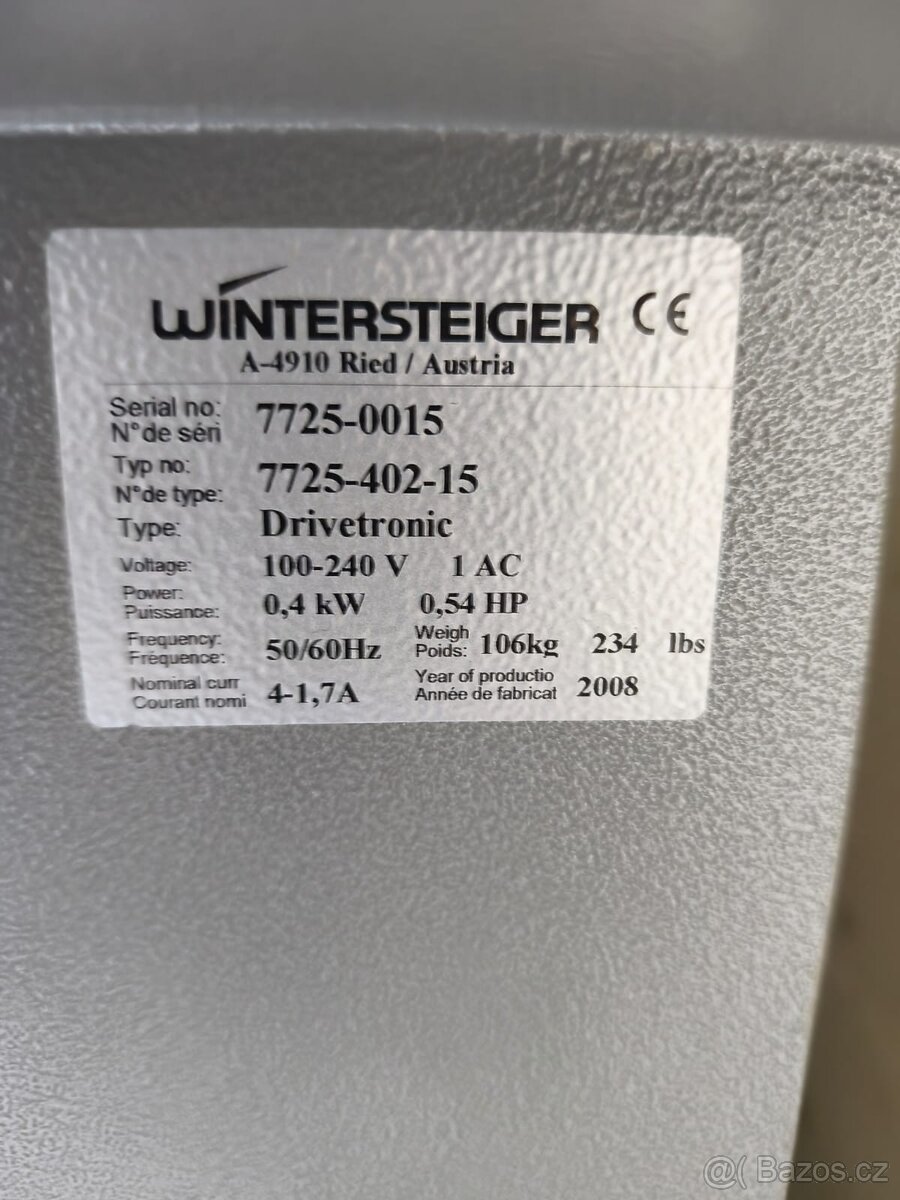 WINTERSTEIGER CE
A-4910 Ried / Austria
Serial no: 7725-0015
N°de séri
Typ no: 7725-402-15
N°de type:
Type: Drivetronic
Voltage: 100-240 V 1 AC
Power: 0,4 kW 0,54 HP
Puissance:
Frequency: 50/60Hz Weigh 106kg 234 lbs
Fréquence: Poids:
Nominal curr 4-1,7A Year of productio 2008
Courant nomi Année de fabricat
@( Bazos.cz